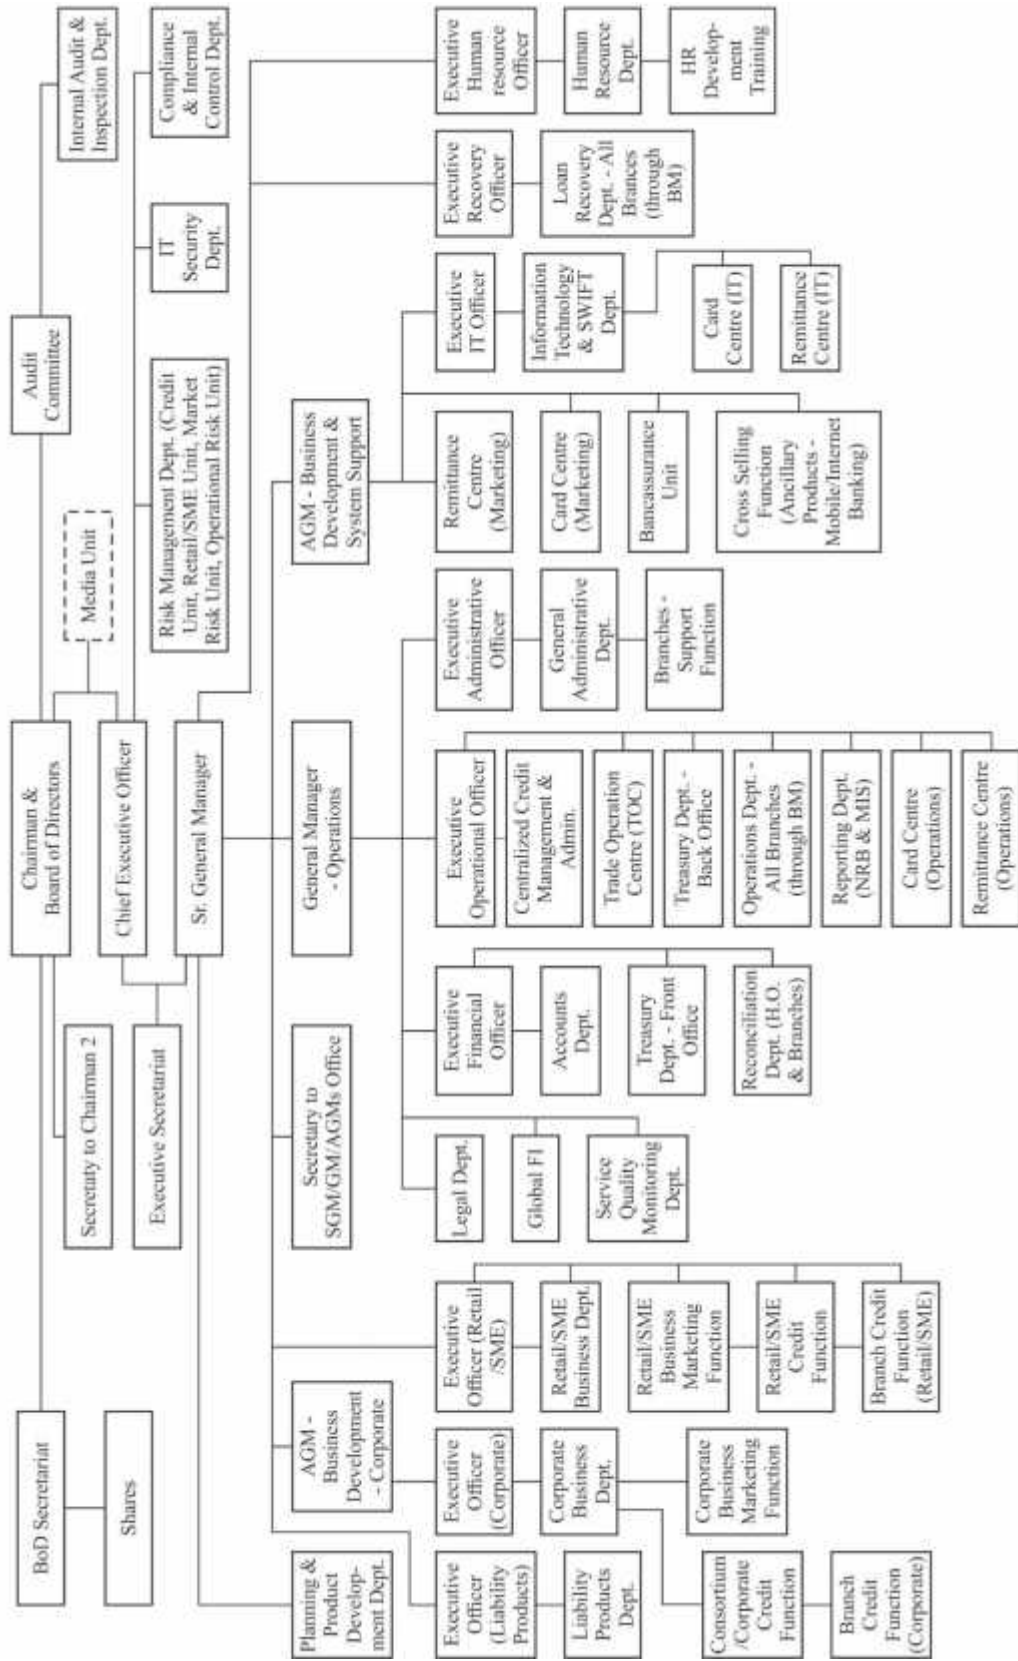 BoD Secretariat
Shares
Chairman &
Board of Directors
Secretaty to Chairman 2
Media Unit
Audit
Committee
Internal Audit &
Inspection Dept.
Chief Executive Officer
Executive Secretariat
Risk Management Dept. (Credit
Unit, Retail/SME Unit, Market
Risk Unit, Operational Risk Unit)
IT
Security
Dept.
Compliance
& Internal
Control Dept.
Sr. General Manager
Planning &
Product
Develop-
ment Dept.
AGM -
Business
Development
- Corporate
Secretary to
SGM/GM/AGMs Office
General Manager
- Operations
AGM - Business
Development &
System Support
Executive
Officer
(Liability
Products)
Liability
Products
Dept.
Executive
Officer
(Corporate)
Corporate
Business
Dept.
Consortium
/Corporate
Credit
Function
Branch
Credit
Function
(Corporate)
Corporate
Business
Marketing
Function
Executive
Officer (Retail
/SME)
Retail/SME
Business Dept.
Retail/SME
Business
Marketing
Function
Retail/SME
Credit
Function
Branch Credit
Function
(Retail/SME)
Legal Dept.
Global FI
Service
Quality
Monitoring
Dept.
Executive
Financial
Officer
Accounts
Dept.
Treasury
Dept. - Front
Office
Reconciliation
Dept. (H.O.
& Branches)
Executive
Operational Officer
Centralized Credit
Management &
Admin.
Trade Operation
Centre (TOC)
Treasury Dept. -
Back Office
Operations Dept. -
All Branches
(through BM)
Reporting Dept.
(NRB & MIS)
Card Centre
(Operations)
Remittance Centre
(Operations)
Executive
Administrative
Officer
General
Administrative
Dept.
Branches -
Support
Function
Remittance
Centre
(Marketing)
Card Centre
(Marketing)
Bancassurance
Unit
Cross Selling
Function
(Ancillary
Products -
Mobile/Internet
Banking)
Executive
IT Officer
Information
Technology
& SWIFT
Dept.
Card
Centre (IT)
Remittance
Centre (IT)
Executive
Recovery
Officer
Loan
Recovery
Dept. - All
Brances
(through
BM)
Executive
Human
resource
Officer
Human
Resource
Dept.
HR
Develop-
ment
Training